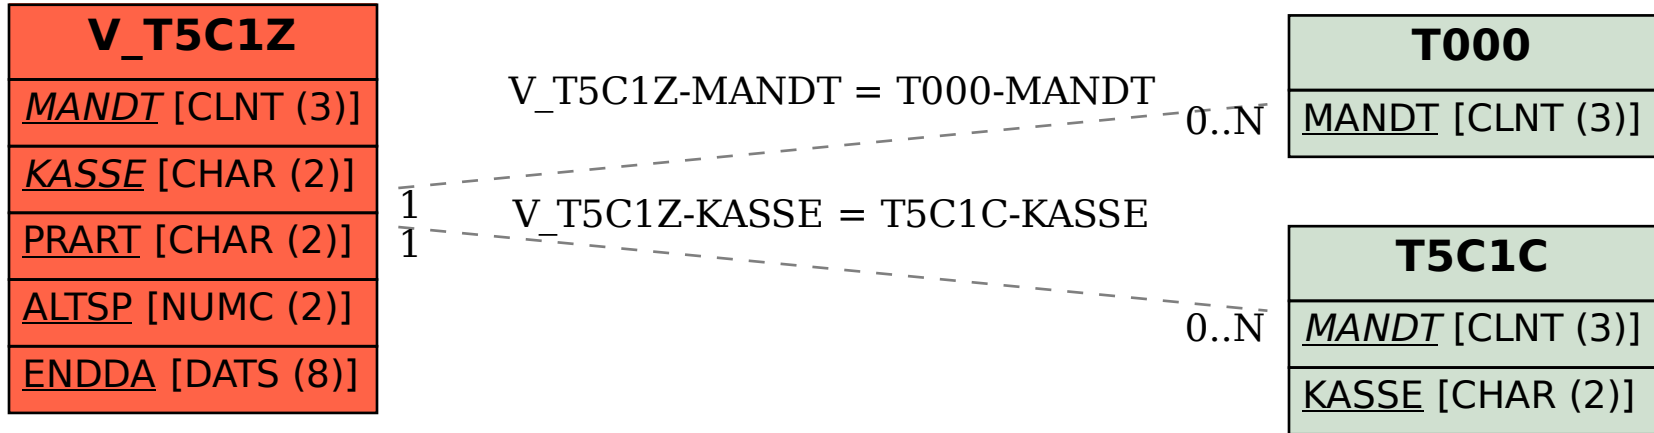 V_T5C1Z
MANDT [CLNT (3)]
KASSE [CHAR (2)]
PRART [CHAR (2)]
ALTSP [NUMC (2)]
ENDDA [DATS (8)]
V_T5C1Z-MANDT = T000-MANDT
0..N
1
V_T5C1Z-KASSE = T5C1C-KASSE
1
0..N
T000
MANDT [CLNT (3)]
T5C1C
MANDT [CLNT (3)]
KASSE [CHAR (2)]